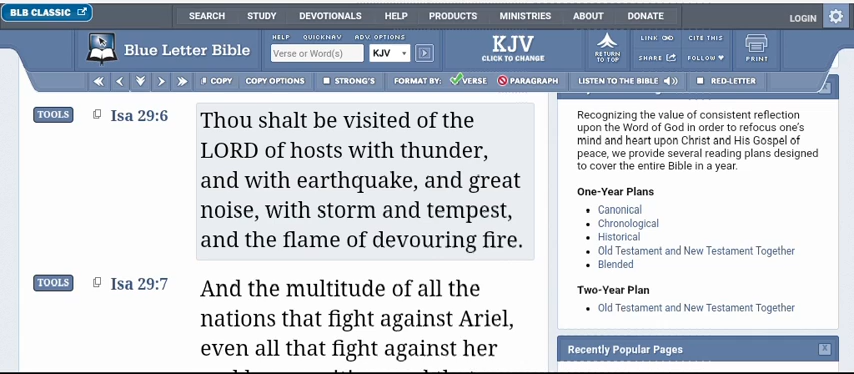 BLB CLASSIC
SEARCH STUDY DEVOTIONALS HELP PRODUCTS MINISTRIES ABOUT DONATE
LOGIN
Blue Letter Bible
HELP QUICKNAV ADV. OPTIONS
Verse or Word(s)
KJV
KJV
CLICK TO CHANGE
RETURN
TO TOP
LINK
CITE THIS
SHARE
FOLLOW
PRINT
COPY COPY OPTIONS STRONG'S FORMAT BY: VERSE PARAGRAPH LISTEN TO THE BIBLE RED-LETTER
TOOLS
Isa 29:6
Thou shalt be visited of the
LORD of hosts with thunder,
and with earthquake, and great
noise, with storm and tempest,
and the flame of devouring fire.
TOOLS
Isa 29:7
And the multitude of all the
nations that fight against Ariel,
even all that fight against her
Recognizing the value of consistent reflection
upon the Word of God in order to refocus one's
mind and heart upon Christ and His Gospel of
peace, we provide several reading plans designed
to cover the entire Bible in a year.
One-Year Plans
Canonical
Chronological
Historical
Old Testament and New Testament Together
Blended
Two-Year Plan
Old Testament and New Testament Together
Recently Popular Pages